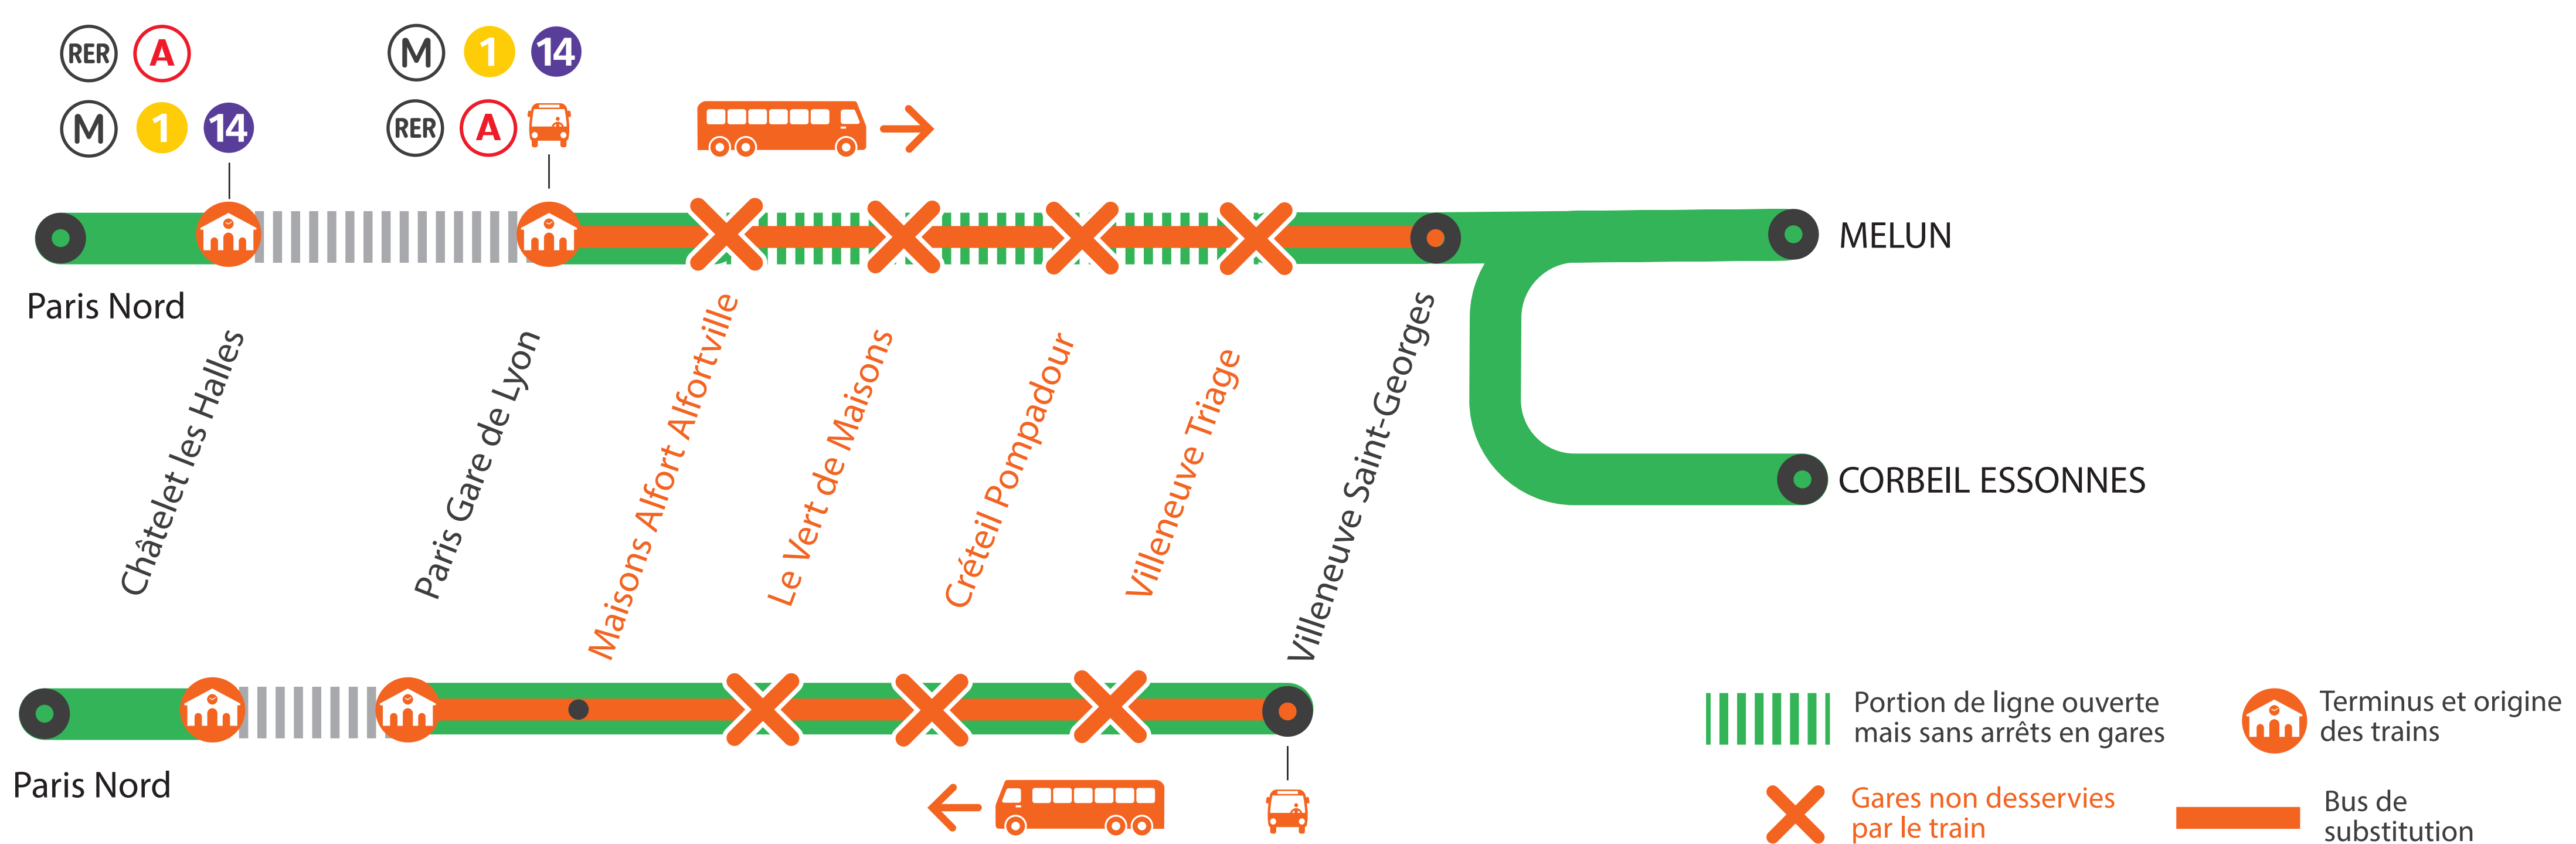 RER A
M 1 14
M 1 14
RER A
MELUN
Paris Nord
Châtelet les Halles
Paris Gare de Lyon
Maisons Alfort Alfortville
Le Vert de Maisons
Créteil Pompadour
Villeneuve Triage
Villeneuve Saint-Georges
CORBEIL ESSONNES
Paris Nord
Portion de ligne ouverte
mais sans arrêts en gares
Terminus et origine
des trains
Gares non desservies
par le train
Bus de
substitution